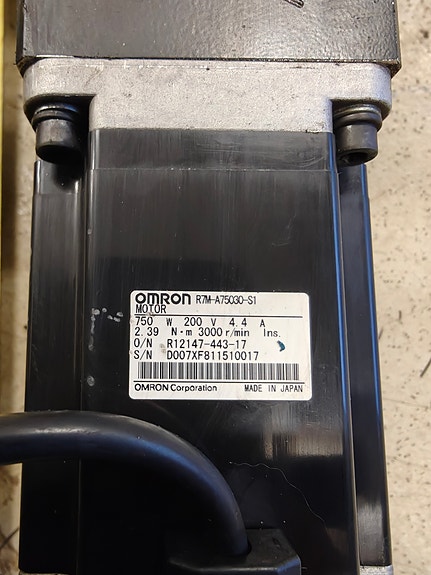 OMRON R7M-A75030-S1
MOTOR
750 W 200 V 4.4 A
2.39 N·m 3000 r/min Ins.
O/N R12147-443-17
S/N D007XF811510017
OMRON Corporation MADE IN JAPAN